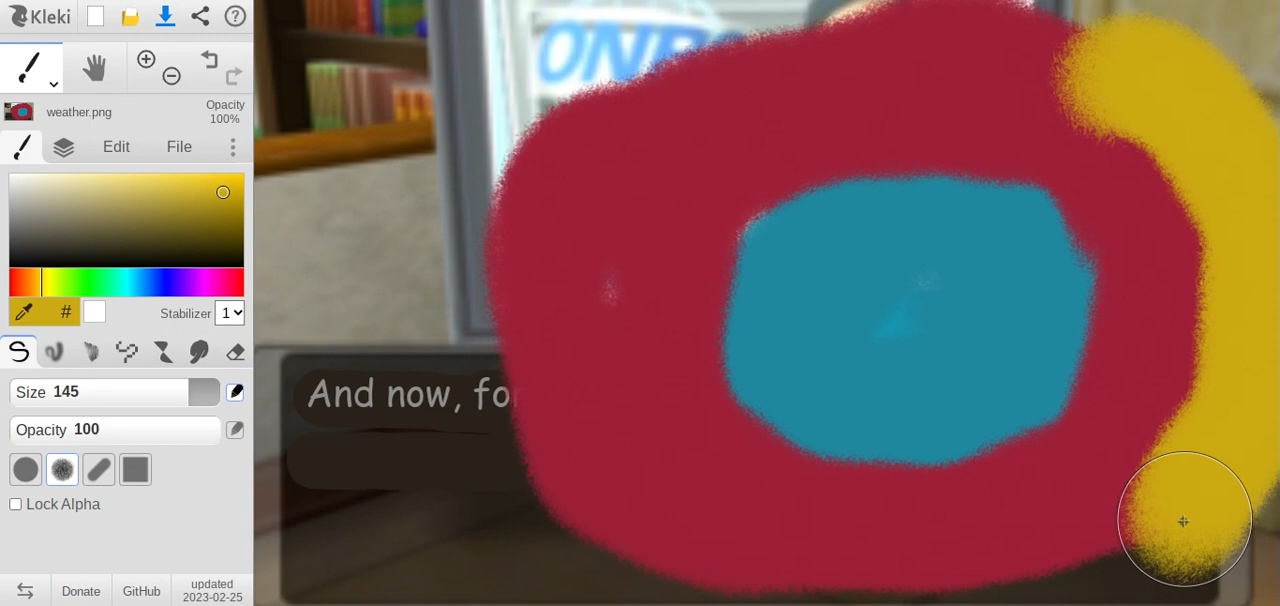 Kleki
weather.png
Opacity
100%
Edit
File
#
Stabilizer
1
Size 145
Opacity 100
Lock Alpha
Donate
GitHub
updated
2023-02-25
And now, for